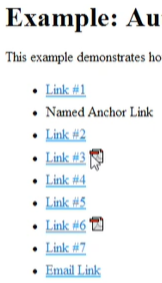 Example: Au
This example demonstrates ho
Link #1
Named Anchor Link
Link #2
Link #3
Link #4
Link #5
Link #6
Link #7
Email Link